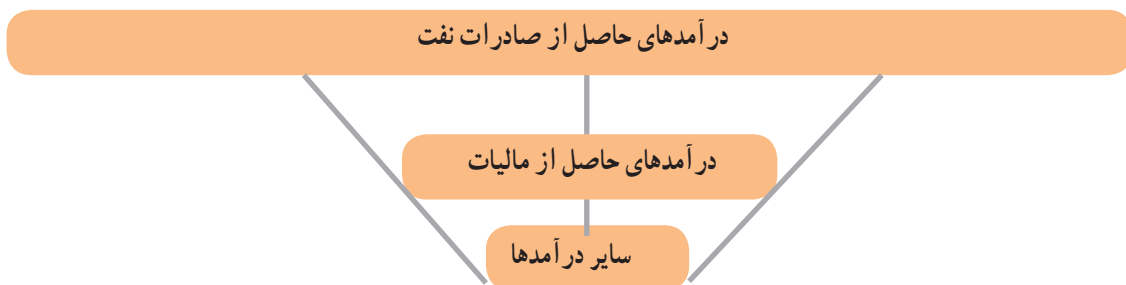 درآمدهای حاصل از صادرات نفت
درآمدهای حاصل از مالیات
سایر درآمدها